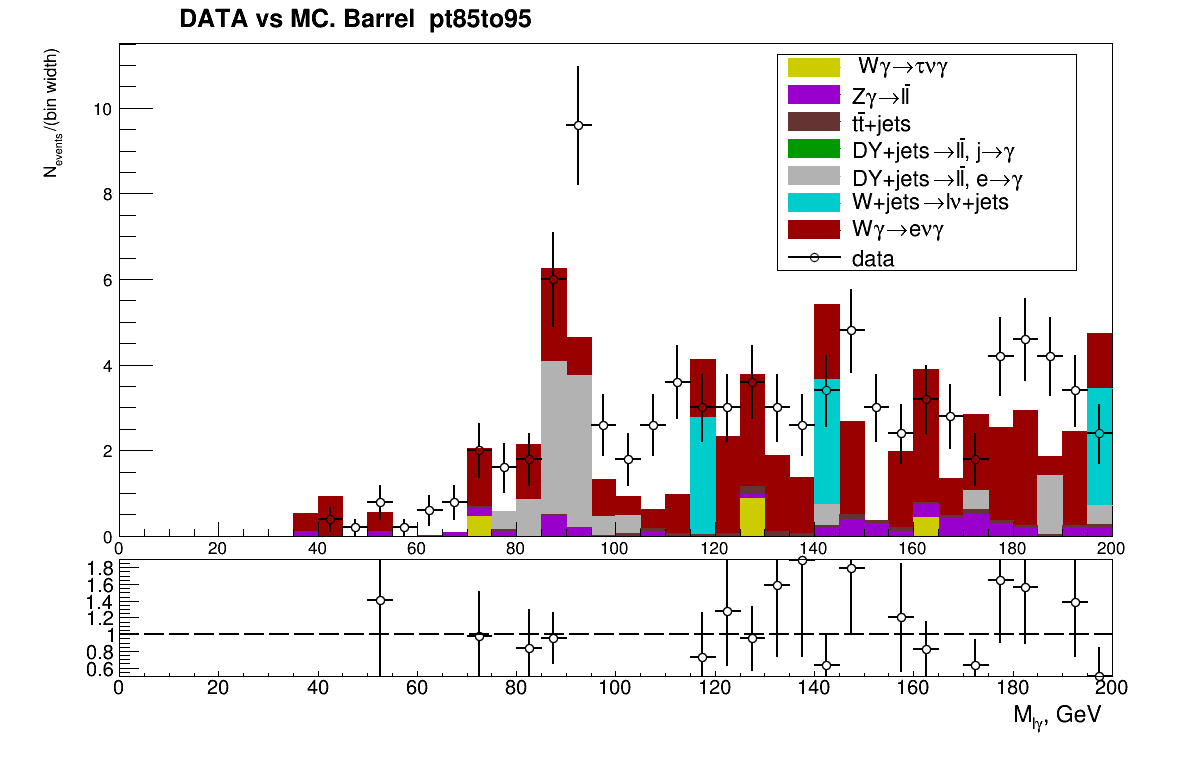 DATA vs MC. Barrel pt85to95
N_events /(bin width)
10
8
6
4
2
0
Wγ→τνγ
Zγ→ll̄
tt̄+jets
DY+jets→ll̄, j→γ
DY+jets→ll̄, e→γ
W+jets→lν+jets
Wγ→eνγ
data
0 20 40 60 80 100 120 140 160 180 200
1.8
1.6
1.4
1.2
1
0.8
0.6
0 20 40 60 80 100 120 140 160 180 200
M_lγ, GeV